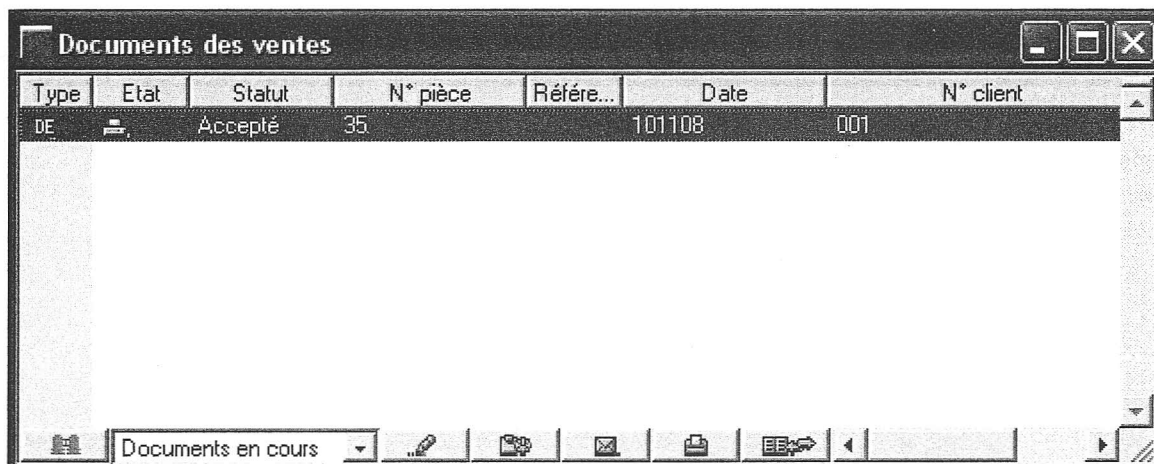 Documents des ventes
Type Etat Statut N° pièce Référe... Date N° client
DE Accepté 35 101108 001
Documents en cours